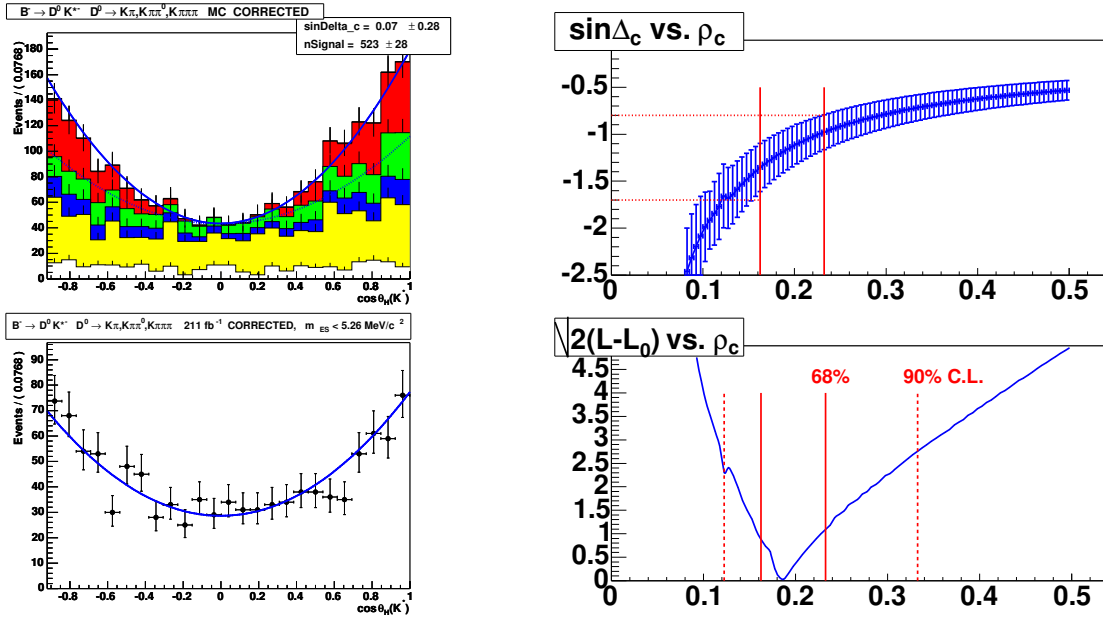 B⁻ → D⁰ K*⁻ D⁰ → Kπ,Kππ⁰,Kπππ MC CORRECTED
sinDelta_c = 0.07 ± 0.28
nSignal = 523 ± 28
Events / ( 0.0768 )
180
160
140
120
100
80
60
40
20
0
-0.8 -0.6 -0.4 -0.2 0 0.2 0.4 0.6 0.8 1
cosθH(K*)
B⁻ → D⁰ K*⁻ D⁰ → Kπ,Kππ⁰,Kπππ 211 fb⁻¹ CORRECTED, m ES < 5.26 MeV/c²
Events / ( 0.0768 )
90
80
70
60
50
40
30
20
10
0
-0.8 -0.6 -0.4 -0.2 0 0.2 0.4 0.6 0.8 1
cosθH(K*)
sinΔc vs. ρc
-0.5
-1
-1.5
-2
-2.5
0 0.1 0.2 0.3 0.4 0.5
√2(L-L₀) vs. ρc
68% 90% C.L.
4.5
4
3.5
3
2.5
2
1.5
1
0.5
0
0 0.1 0.2 0.3 0.4 0.5